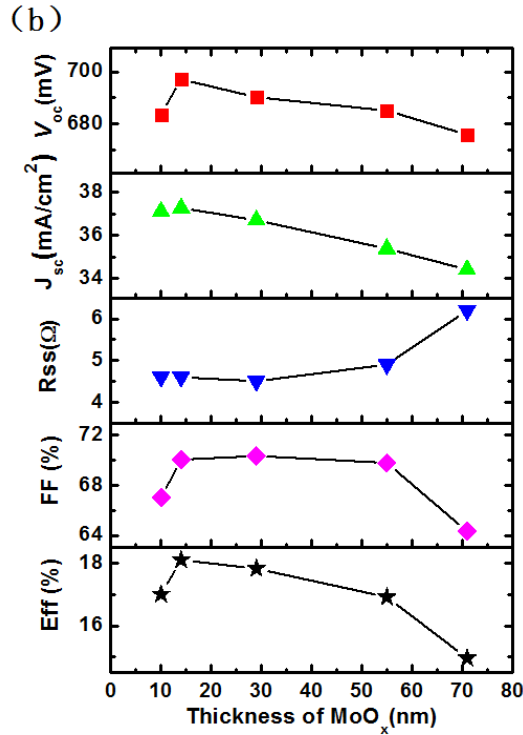 (b)
V_oc(mV)
700
680
J_sc(mA/cm²)
38
36
34
Rss(Ω)
6
4
FF (%)
72
68
64
Eff (%)
18
16
0 10 20 30 40 50 60 70 80
Thickness of MoO_x(nm)